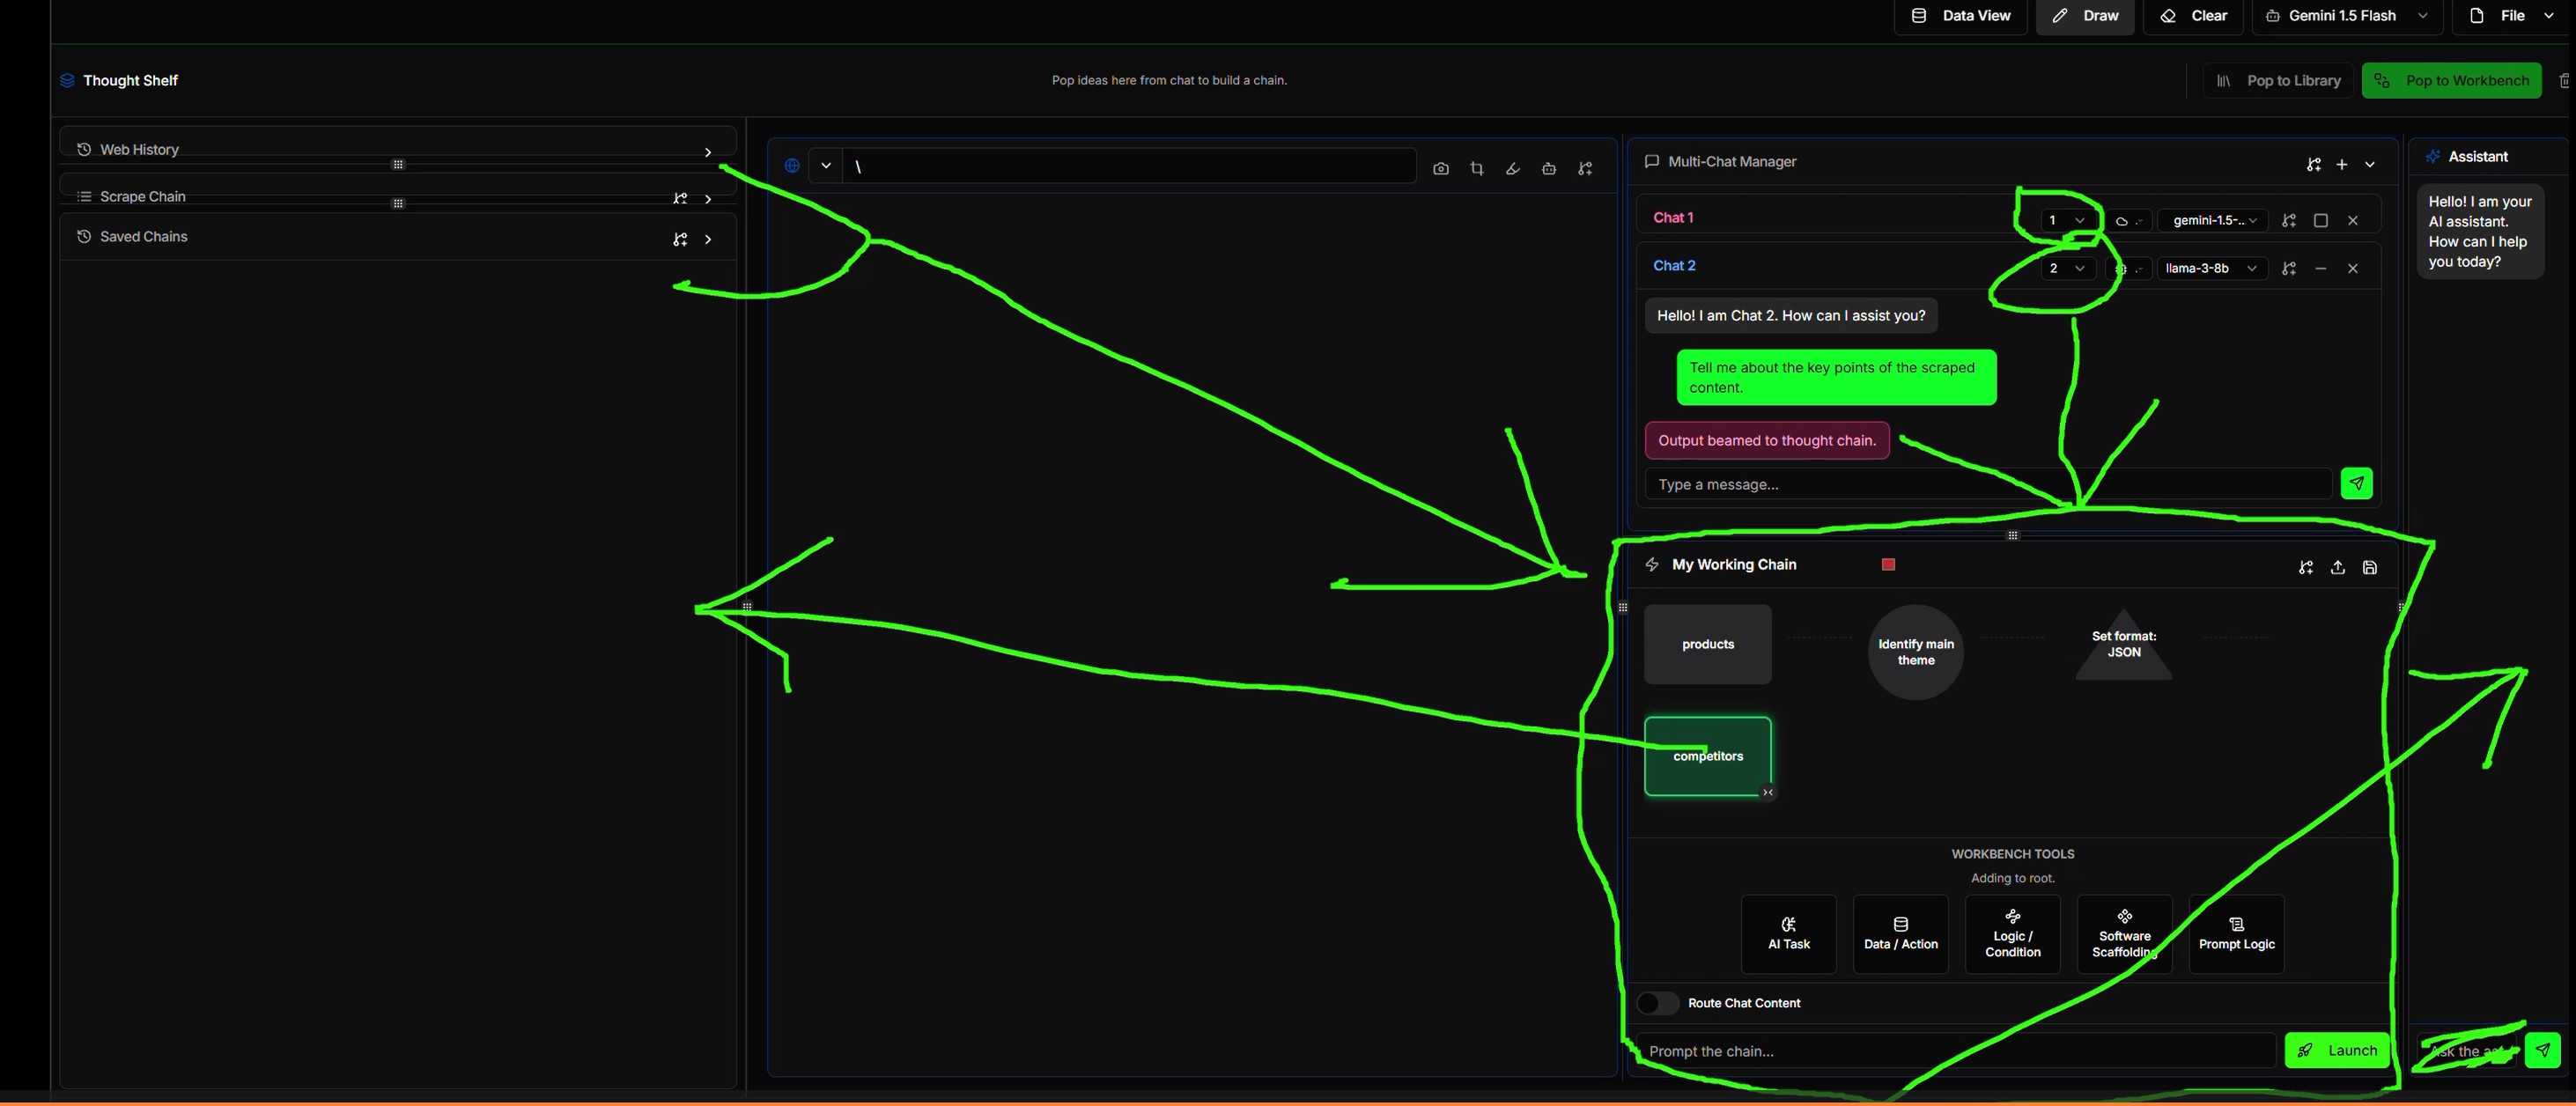 Data View
Draw
Clear
Gemini 1.5 Flash
File
Thought Shelf
Pop ideas here from chat to build a chain.
Pop to Library
Pop to Workbench
Web History
Scrape Chain
Saved Chains
\
Multi-Chat Manager
Chat 1
1
gemini-1.5-..
Chat 2
2
llama-3-8b
Hello! I am Chat 2. How can I assist you?
Tell me about the key points of the scraped
content.
Output beamed to thought chain.
Type a message...
My Working Chain
products
Identify main
theme
Set format:
JSON
competitors
WORKBENCH TOOLS
Adding to root.
AI Task
Data / Action
Logic /
Condition
Software
Scaffolding
Prompt Logic
Route Chat Content
Prompt the chain...
Launch
Assistant
Hello! I am your
AI assistant.
How can I help
you today?
Ask the